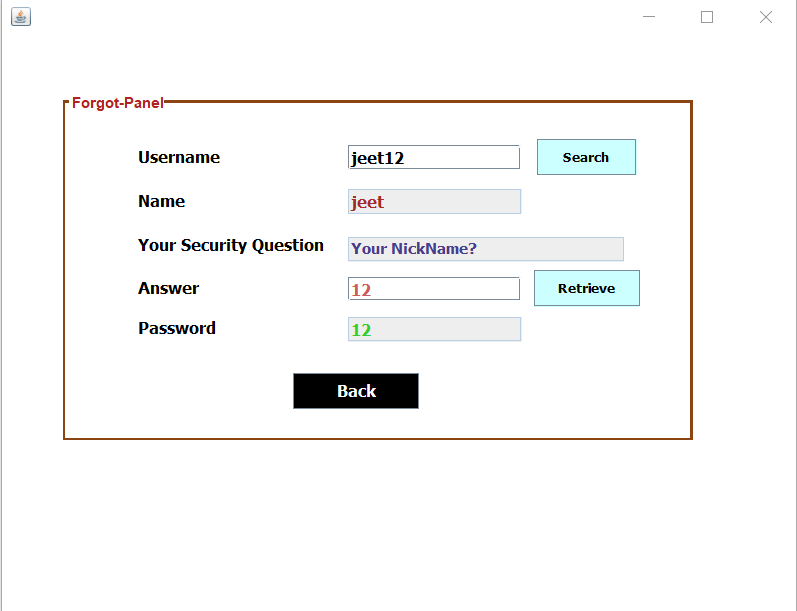 Forgot-Panel
Username jeet12 Search
Name jeet
Your Security Question Your NickName?
Answer 12 Retrieve
Password 12
Back